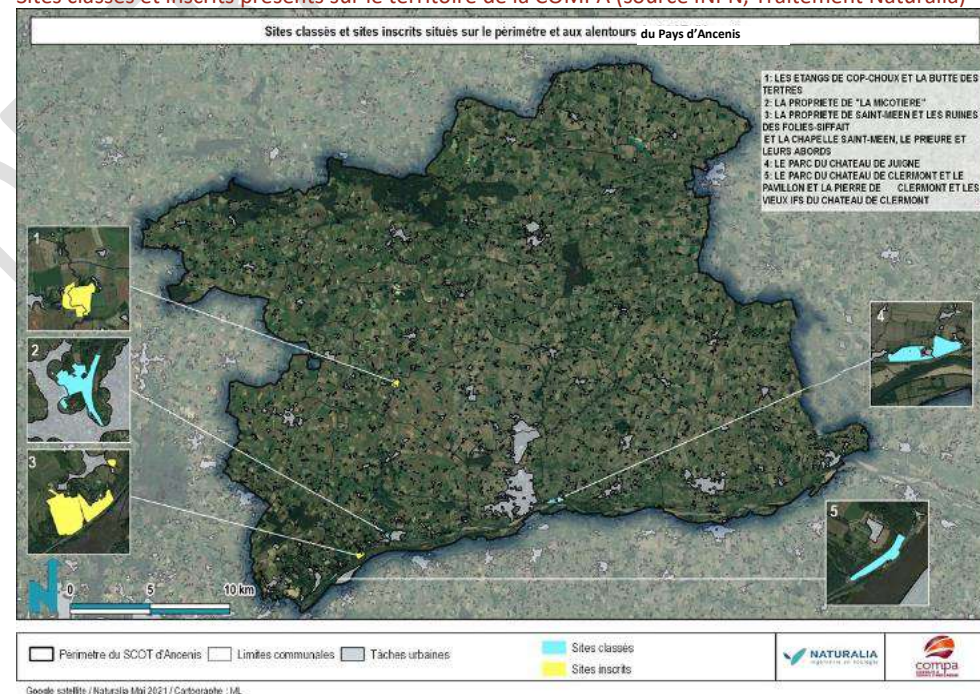 Sites classés et inscrits présents sur le territoire de la COMPA (source INPN, Traitement Naturalia)
Sites classés et sites inscrits situés sur le périmétre et aux alentours du Pays d'Ancenis
1: LES ETANGS DE COP-CHOUX ET LA BUTTE DES
TERTRES
2: LA PROPRIETE DE "LA MICOTIERE"
3: LA PROPRIETE DE SAINT-MEEN ET LES RUINES
DES FOLIES-SIFFAIT
ET LA CHAPELLE SAINT-MEEN, LE PRIEURE ET
LEURS ABORDS
4: LE PARC DU CHATEAU DE JUIGNE
5: LE PARC DU CHATEAU DE CLERMONT ET LE
PAVILLON ET LA PIERRE DE CLERMONT ET LES
VIEUX IFS DU CHATEAU DE CLERMONT
1
2
3
4
5
N
0 5 10 km
Périmetre du SCOT d'Ancenis
Limites communales
Tâches urbaines
Sites classés
Sites inscrits
NATURALIA
ingénierie en écologie
compa
Google satellite / Naturalia Mai 2021 / Cartographe : ML